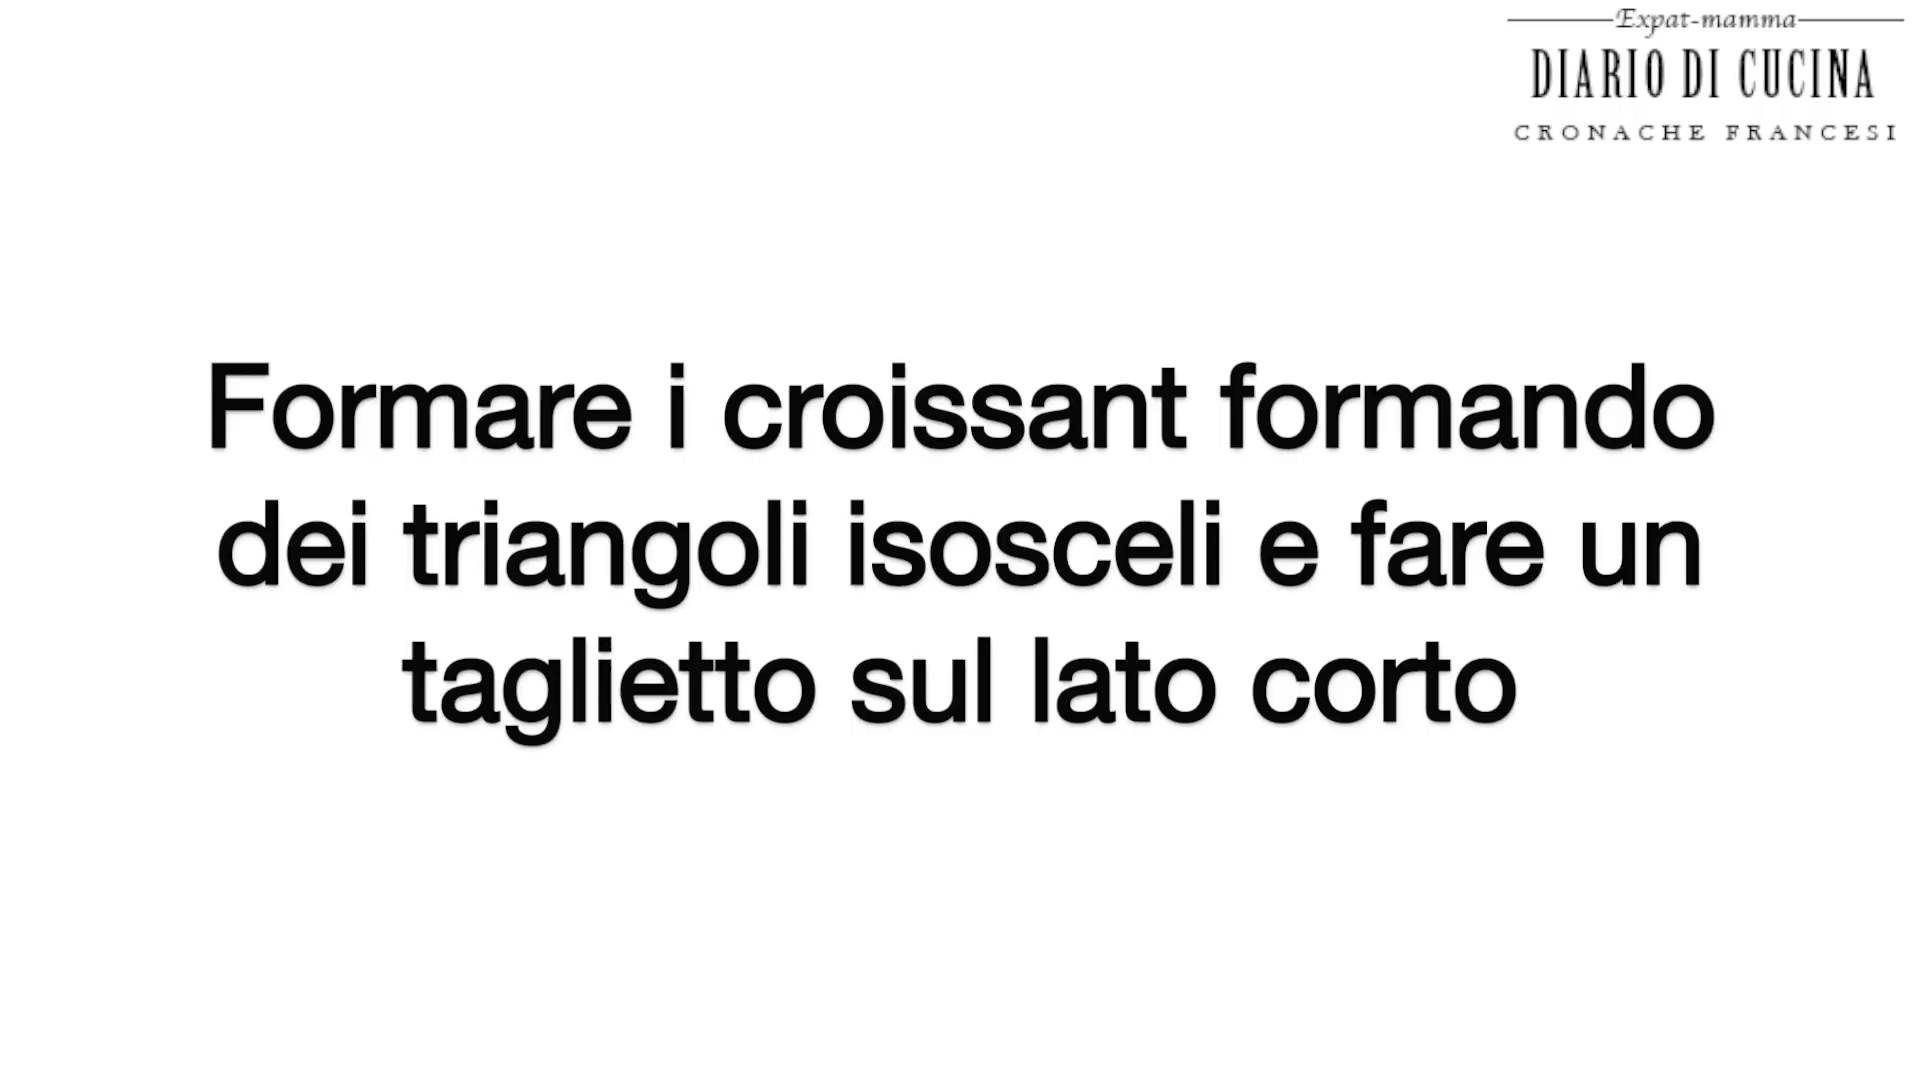 Expat-mamma
DIARIO DI CUCINA
CRONACHE FRANCESI
Formare i croissant formando
dei triangoli isosceli e fare un
taglietto sul lato corto